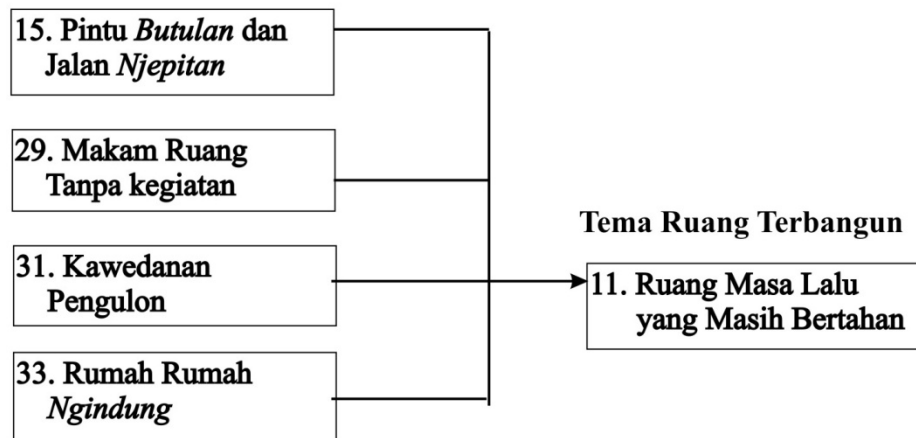 15. Pintu Butulan dan
Jalan Njepitan
29. Makam Ruang
Tanpa kegiatan
31. Kawedanan
Pengulon
33. Rumah Rumah
Ngindung
Tema Ruang Terbangun
11. Ruang Masa Lalu
yang Masih Bertahan